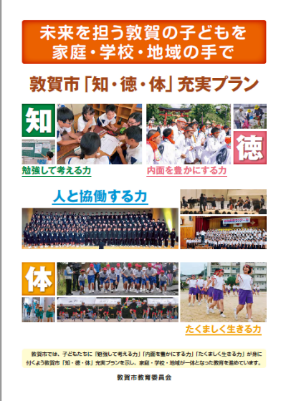 未来を担う敦賀の子どもを
家庭・学校・地域の手で
敦賀市「知・徳・体」充実プラン
知
徳
勉強して考える力
内面を豊かにする力
人と協働する力
体
たくましく生きる力
敦賀市では、子どもたちに「勉強して考える力」「内面を豊かにする力」「たくましく生きる力」が身に
付くよう敦賀市「知・徳・体」充実プランを示し、家庭・学校・地域が一体となった教育を進めています。
敦賀市教育委員会